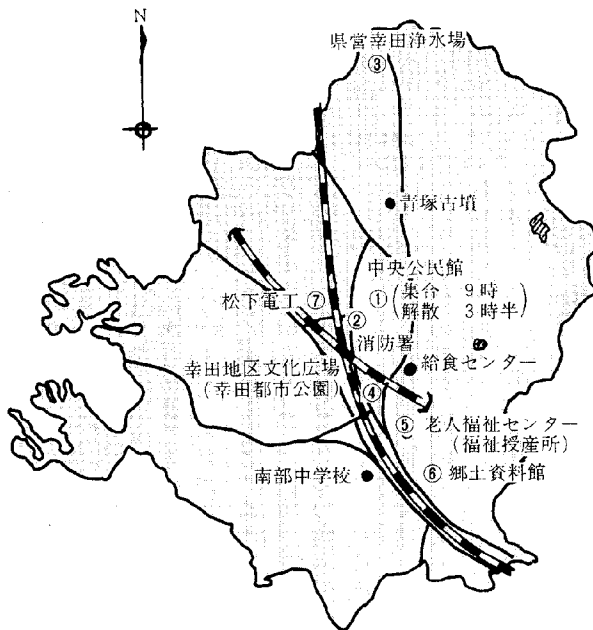 N
県営幸田浄水場
③
青塚古墳
中央公民館
① (集合 9時
解散 3時半)
松下電工 ⑦
②
消防署
幸田地区文化広場
(幸田都市公園)
給食センター
④
⑤ 老人福祉センター
(福祉授産所)
南部中学校
⑥ 郷土資料館